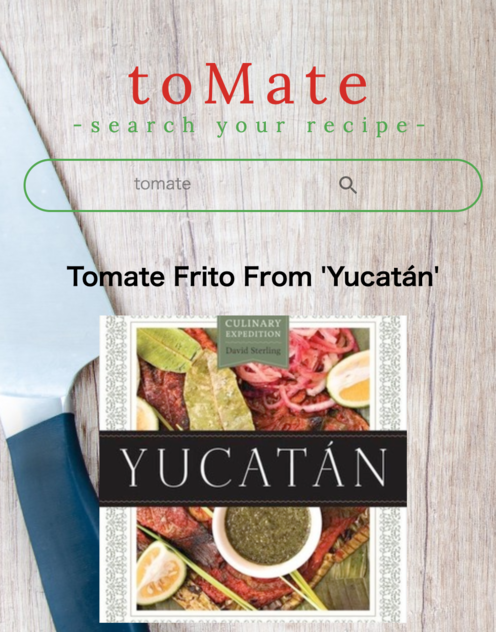 toMate
-search your recipe-
tomate
Tomate Frito From 'Yucatán'
CULINARY
EXPEDITION
David Sterling
YUCATÁN